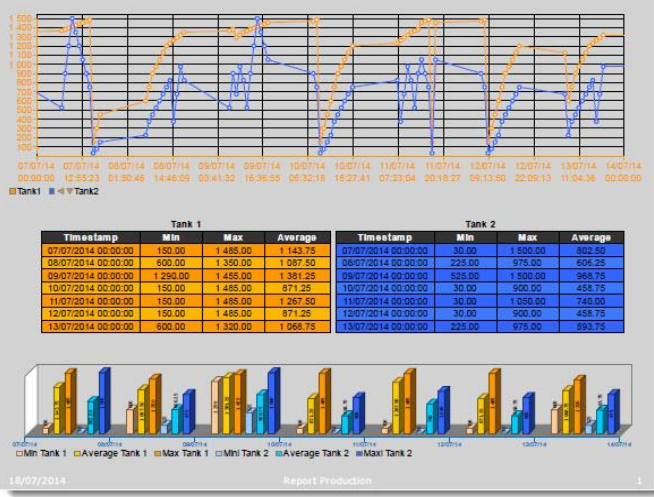 1 500
1 400
1 300
1 200
1 100
1 000
900
800
700
600
500
400
300
200
100
07/07/14 07/07/14 08/07/14 08/07/14 09/07/14 09/07/14 10/07/14 10/07/14 11/07/14 11/07/14 12/07/14 12/07/14 13/07/14 14/07/14
00:00:00 12:55:23 01:50:46 14:46:09 03:41:32 16:36:55 05:32:18 18:27:41 07:23:04 20:18:27 09:13:50 22:09:13 11:04:36 00:00:00
Tank1 Tank2
Tank 1
Timestamp Min Max Average
07/07/2014 00:00:00 150.00 1 485.00 1 143.75
08/07/2014 00:00:00 600.00 1 350.00 1 087.50
09/07/2014 00:00:00 1 290.00 1 455.00 1 381.25
10/07/2014 00:00:00 150.00 1 485.00 871.25
11/07/2014 00:00:00 150.00 1 485.00 1 267.50
12/07/2014 00:00:00 150.00 1 485.00 871.25
13/07/2014 00:00:00 600.00 1 320.00 1 068.75
Tank 2
Timestamp Min Max Average
07/07/2014 00:00:00 30.00 1 500.00 802.50
08/07/2014 00:00:00 225.00 975.00 606.25
09/07/2014 00:00:00 525.00 1 500.00 968.75
10/07/2014 00:00:00 30.00 900.00 458.75
11/07/2014 00:00:00 30.00 1 050.00 740.00
12/07/2014 00:00:00 30.00 900.00 458.75
13/07/2014 00:00:00 225.00 975.00 593.75
07/07/14 08/07/14 09/07/14 10/07/14 11/07/14 12/07/14 13/07/14 14/07/14
Min Tank 1 Average Tank 1 Max Tank 1 Mini Tank 2 Average Tank 2 Maxi Tank 2
18/07/2014 Report Production 1